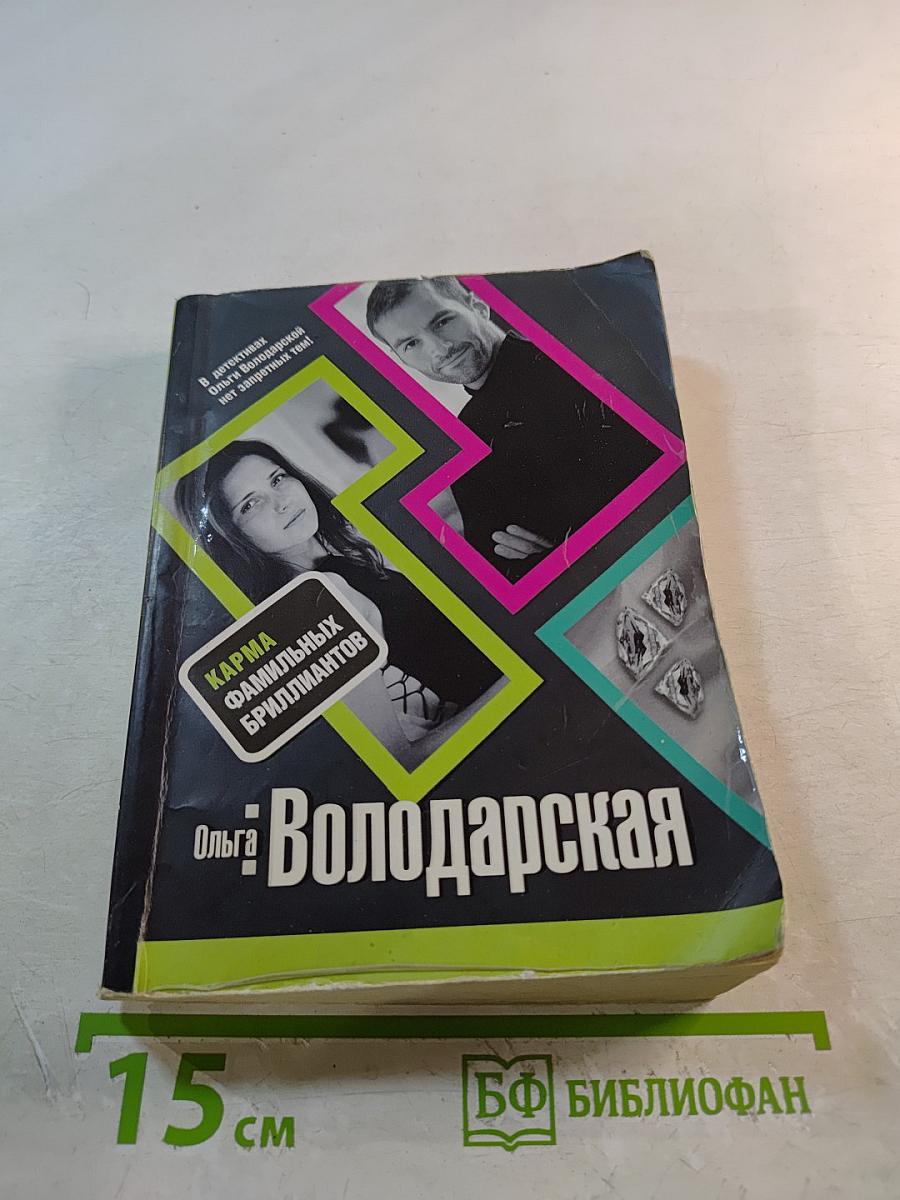 В детективах
Ольги Володарской
нет запретных тем!
КАРМА
ФАМИЛЬНЫХ
БРИЛЛИАНТОВ
Ольга Володарская
15 см
БФ БИБЛИОФАН